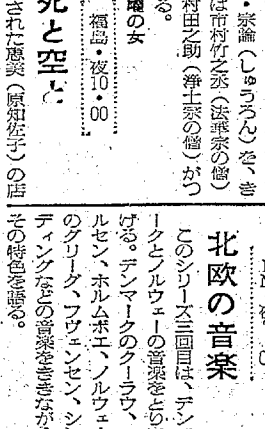 ・宗論（しゅうろん）を、き
は市村竹之丞（法華宗の僧）
村田之助（浄土宗の僧）がつ
る。
曜の女
福島・夜10・00
死と空と
された恵美（原知佐子）の店
北欧の音楽
このシリーズ三回目は、デン
ークとノルウェーの音楽をとり
ける。デンマークのクーラウ、
ルセン、ホルムボエ、ノルウェー
のグリーグ、フヴェンセン、シ
ディングなどの音楽をききなが
その特色を語る。